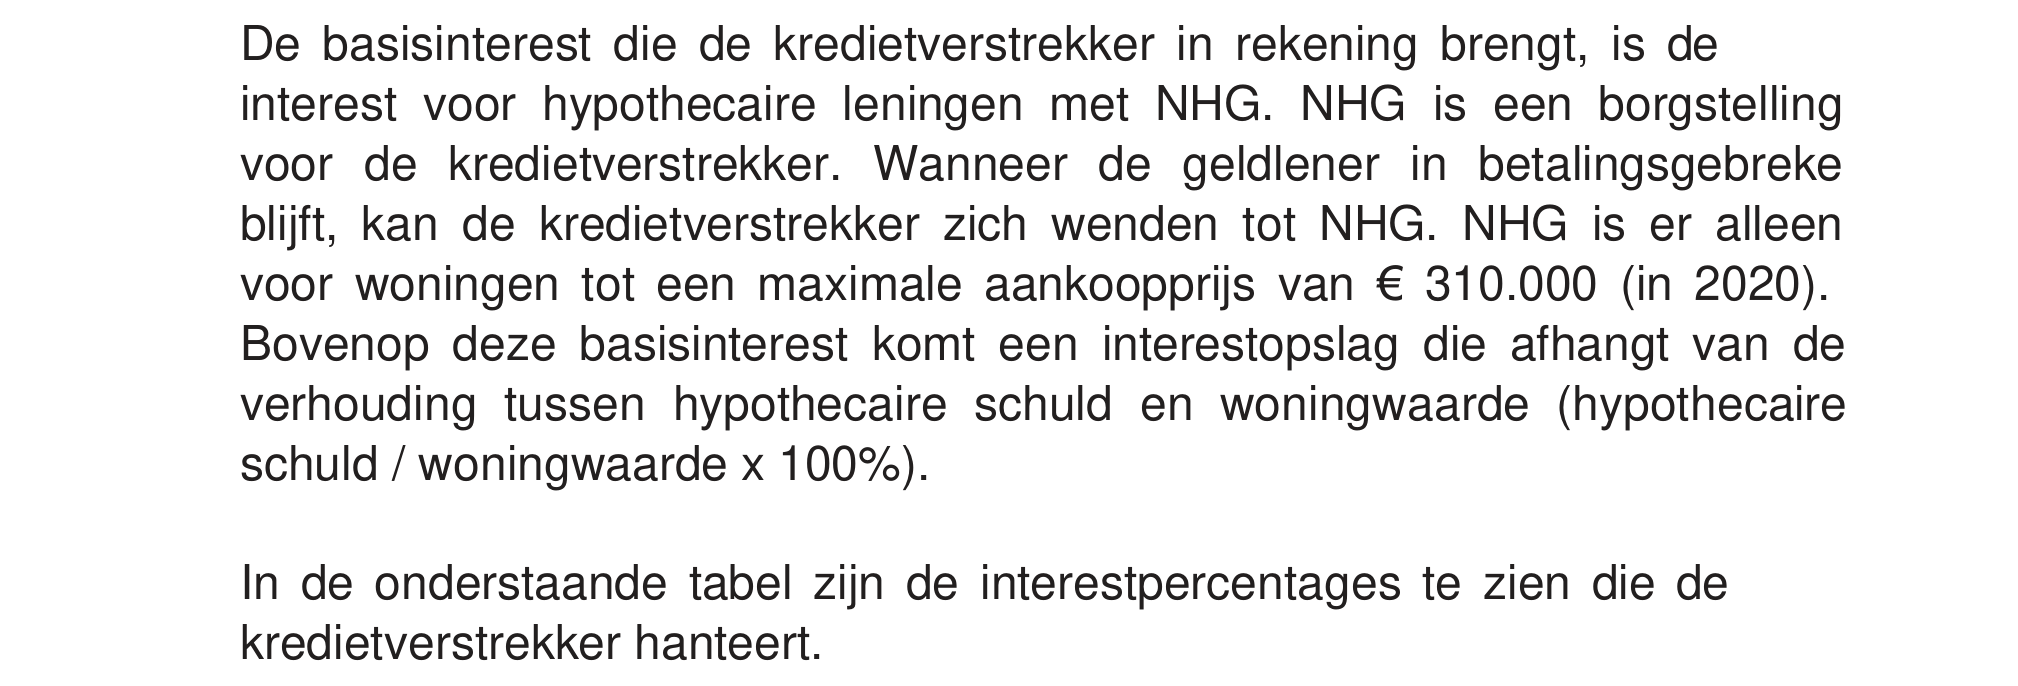 De basisinterest die de kredietverstrekker in rekening brengt, is de
interest voor hypothecaire leningen met NHG. NHG is een borgstelling
voor de kredietverstrekker. Wanneer de geldlener in betalingsgebreke
blijft, kan de kredietverstrekker zich wenden tot NHG. NHG is er alleen
voor woningen tot een maximale aankoopprijs van € 310.000 (in 2020).
Bovenop deze basisinterest komt een interestopslag die afhangt van de
verhouding tussen hypothecaire schuld en woningwaarde (hypothecaire
schuld / woningwaarde x 100%).
In de onderstaande tabel zijn de interestpercentages te zien die de
kredietverstrekker hanteert.